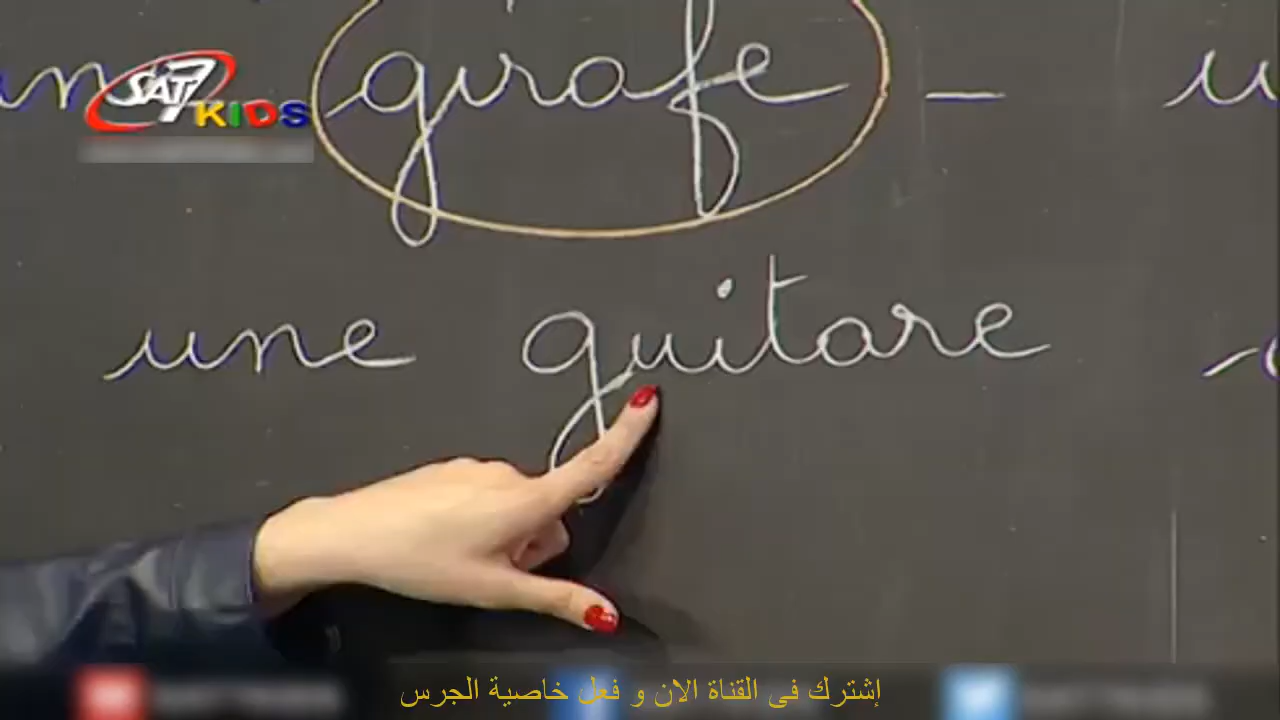 girafe –
SAT7
KIDS
une guitare
إشترك فى القناة الان و فعل خاصية الجرس